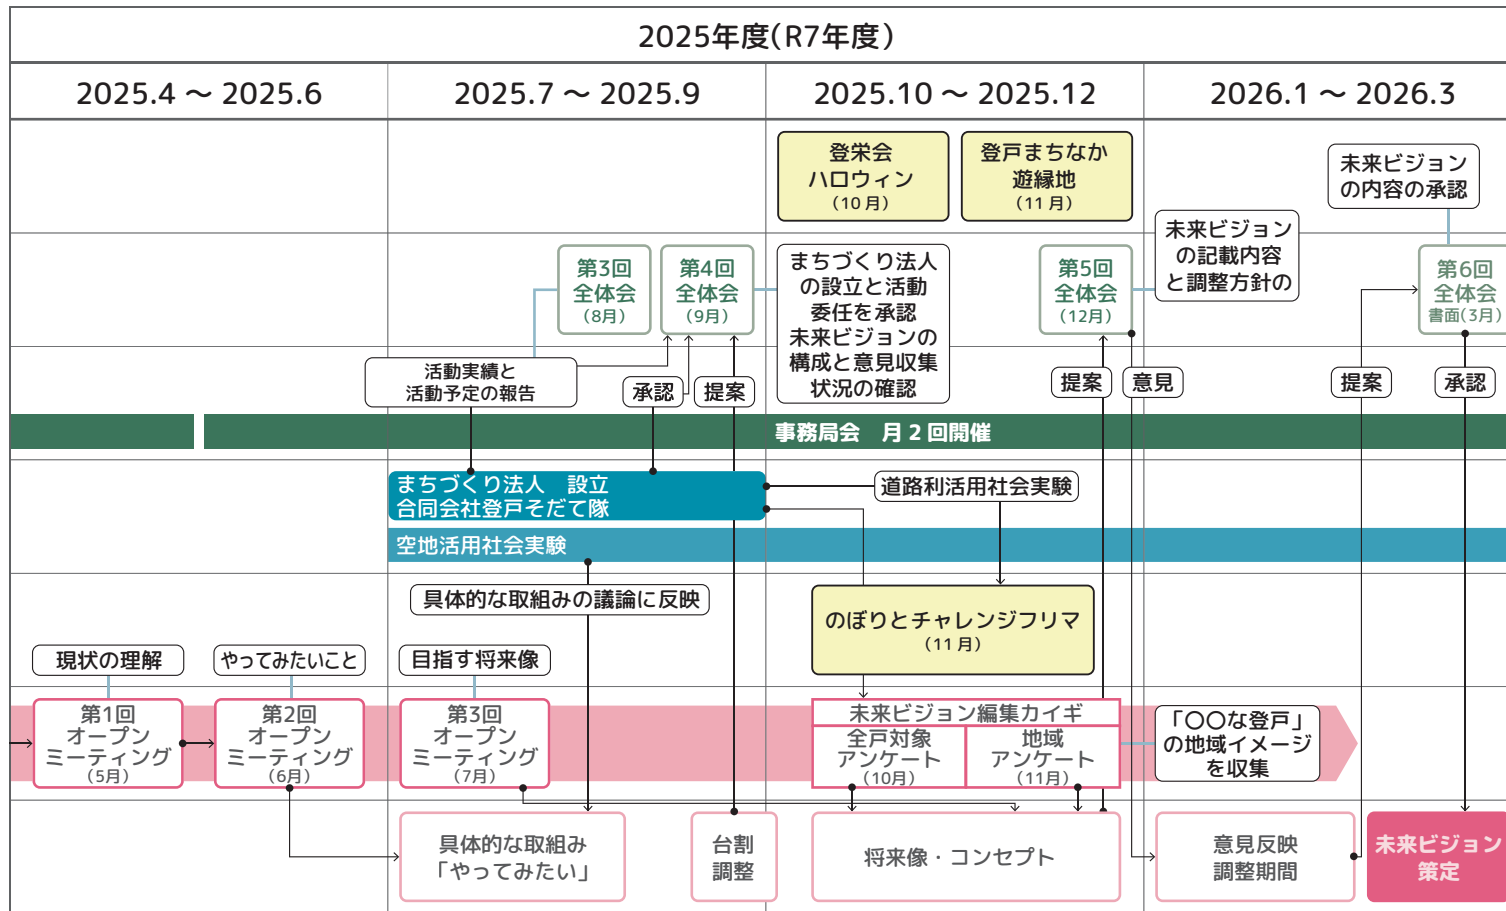 2025年度(R7年度)
2025.4 〜 2025.6
2025.7 〜 2025.9
2025.10 〜 2025.12
2026.1 〜 2026.3
登栄会
ハロウィン
(10月)
登戸まちなか
遊縁地
(11月)
未来ビジョン
の内容の承認
第3回
全体会
(8月)
第4回
全体会
(9月)
まちづくり法人
の設立と活動
委任を承認
未来ビジョンの
構成と意見収集
状況の確認
第5回
全体会
(12月)
未来ビジョン
の記載内容
と調整方針の
第6回
全体会
書面(3月)
活動実績と
活動予定の報告
承認
提案
提案
意見
提案
承認
事務局会 月2回開催
まちづくり法人 設立
合同会社登戸そだて隊
道路利活用社会実験
空地活用社会実験
具体的な取組みの議論に反映
のぼりとチャレンジフリマ
(11月)
現状の理解
やってみたいこと
目指す将来像
第1回
オープン
ミーティング
(5月)
第2回
オープン
ミーティング
(6月)
第3回
オープン
ミーティング
(7月)
未来ビジョン編集カイギ
全戸対象
アンケート
(10月)
地域
アンケート
(11月)
「〇〇な登戸」
の地域イメージ
を収集
具体的な取組み
「やってみたい」
台割
調整
将来像・コンセプト
意見反映
調整期間
未来ビジョン
策定